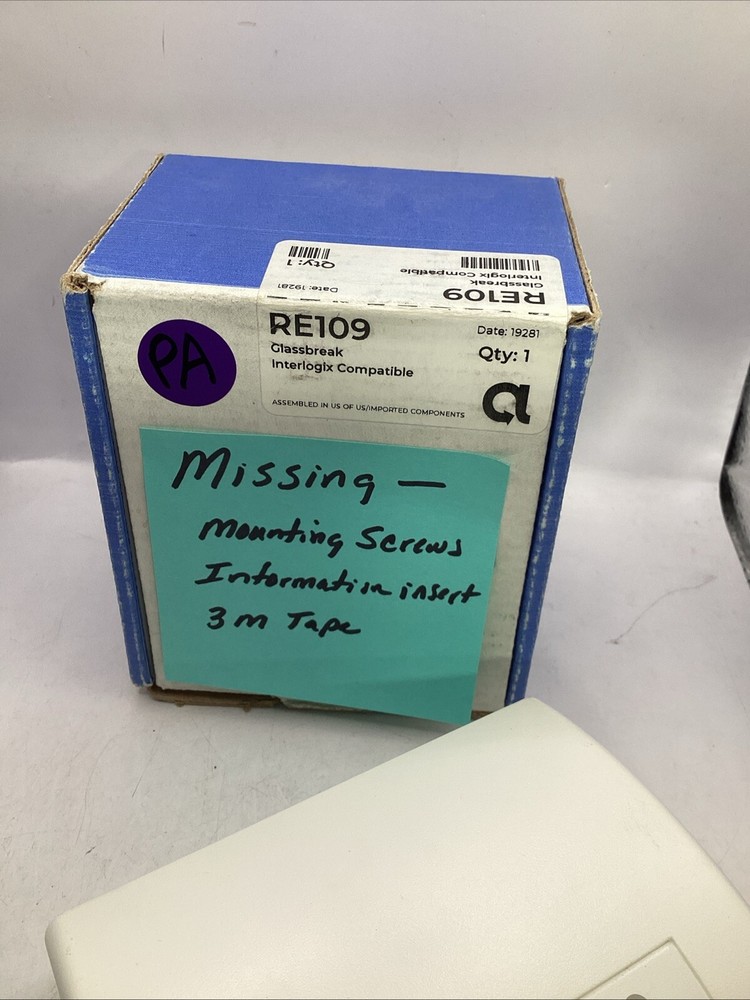 Qty: 1
Date: 19281
RE109
Glassbreak
Interlogix Compatible
RE109
Glassbreak
Interlogix Compatible
Date: 19281
Qty: 1
ASSEMBLED IN US OF US/IMPORTED COMPONENTS
a
PA
Missing —
Mounting Screws
Information insert
3m Tape